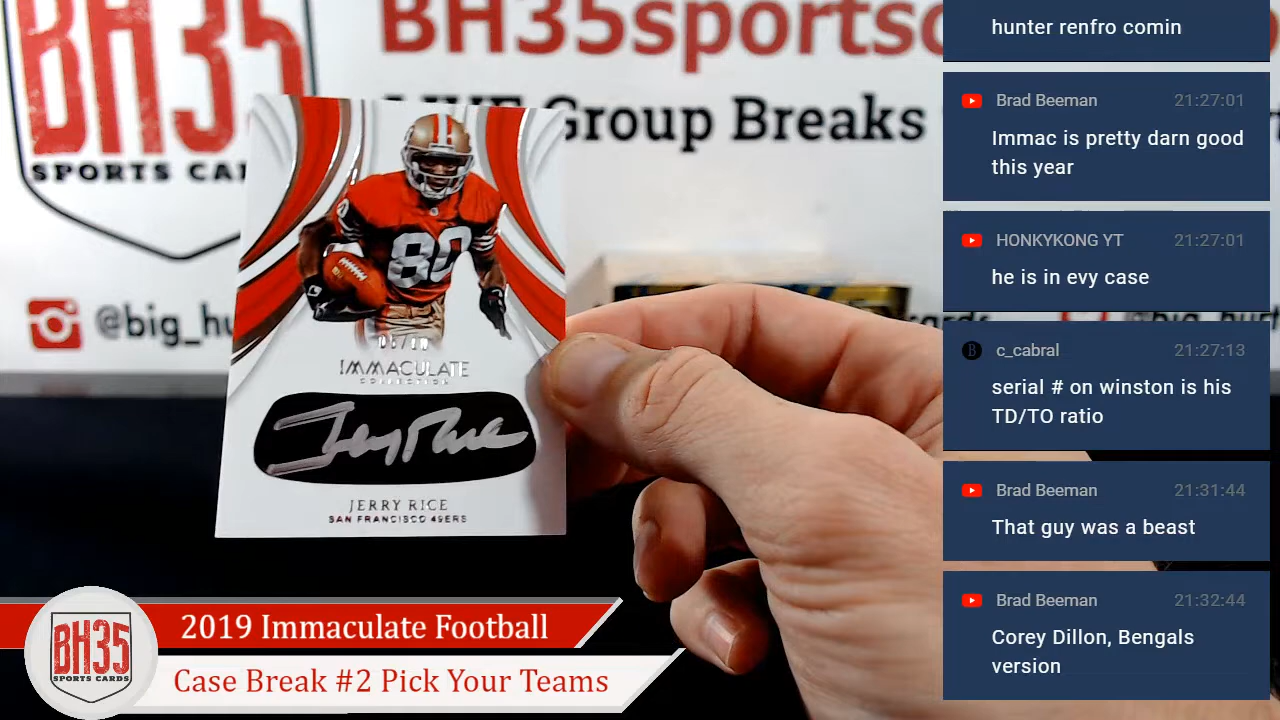 BH35
SPORTS CA
BH35sportsc
Group Breaks
@big_hu
80
IMMACULATE
COLLECTION
Jerry Rice
JERRY RICE
SAN FRANCISCO 49ERS
BH35
SPORTS CARDS
2019 Immaculate Football
Case Break #2 Pick Your Teams
hunter renfro comin
Brad Beeman 21:27:01
Immac is pretty darn good
this year
HONKYKONG YT 21:27:01
he is in evy case
c_cabral 21:27:13
serial # on winston is his
TD/TO ratio
Brad Beeman 21:31:44
That guy was a beast
Brad Beeman 21:32:44
Corey Dillon, Bengals
version